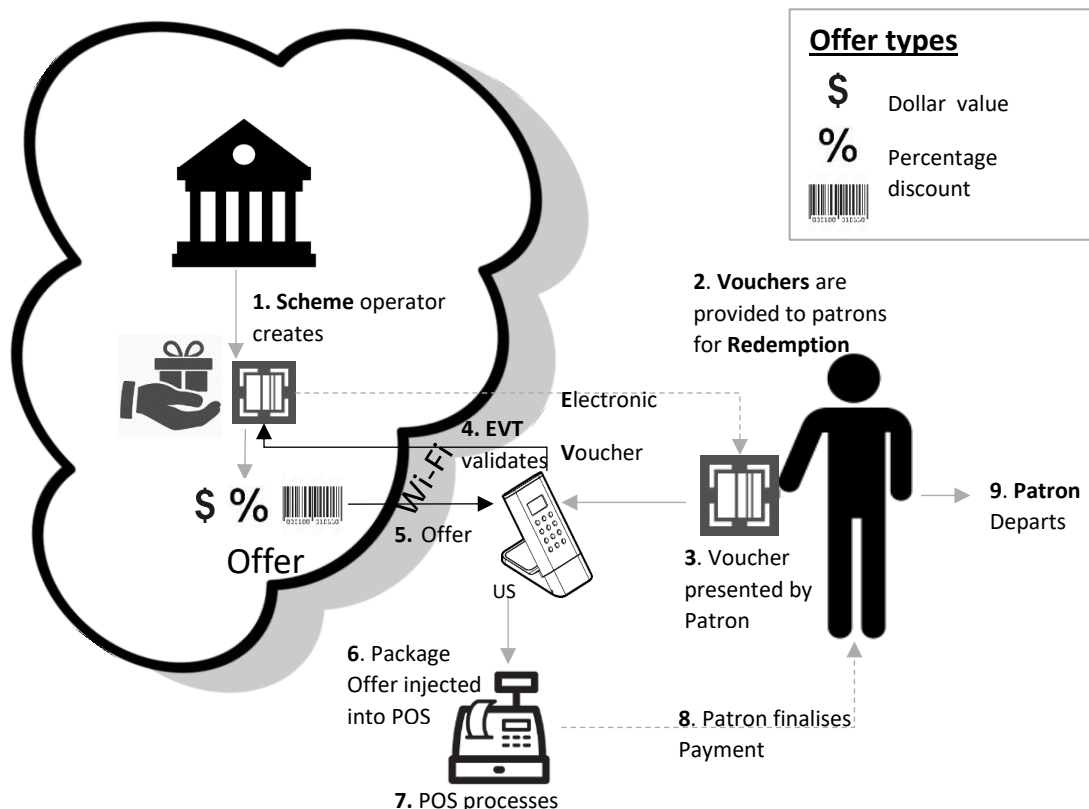 Offer types
$ Dollar value
% Percentage
discount
1. Scheme operator
creates
2. Vouchers are
provided to patrons
for Redemption
Electronic
4. EVT
validates
Voucher
Wi-Fi
$ %
5. Offer
Offer
US
3. Voucher
presented by
Patron
9. Patron
Departs
6. Package
Offer injected
into POS
8. Patron finalises
Payment
7. POS processes